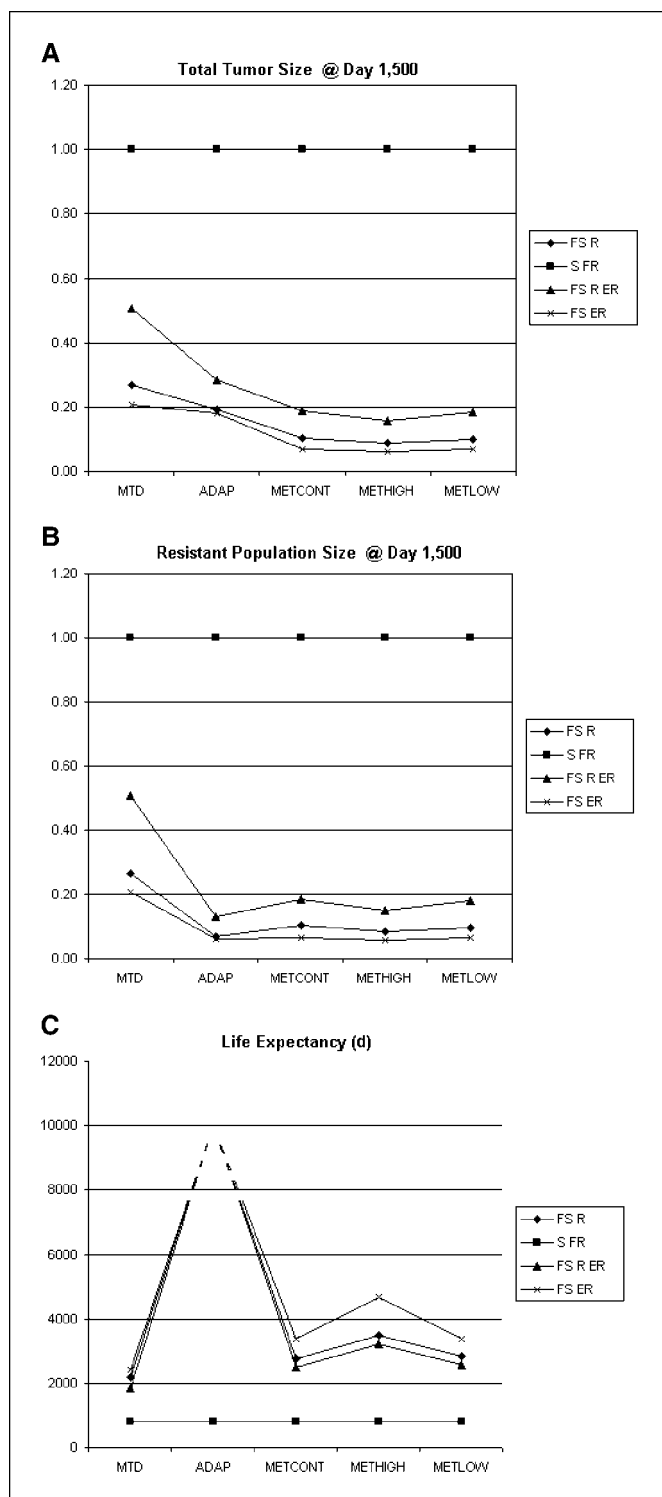 A
Total Tumor Size @ Day 1,500
1.20
1.00
0.80
0.60
0.40
0.20
0.00
MTD ADAP METCONT METHIGH METLOW
FS R
S FR
FS R ER
FS ER
B
Resistant Population Size @ Day 1,500
1.20
1.00
0.80
0.60
0.40
0.20
0.00
MTD ADAP METCONT METHIGH METLOW
FS R
S FR
FS R ER
FS ER
C
Life Expectancy (d)
12000
10000
8000
6000
4000
2000
0
MTD ADAP METCONT METHIGH METLOW
FS R
S FR
FS R ER
FS ER